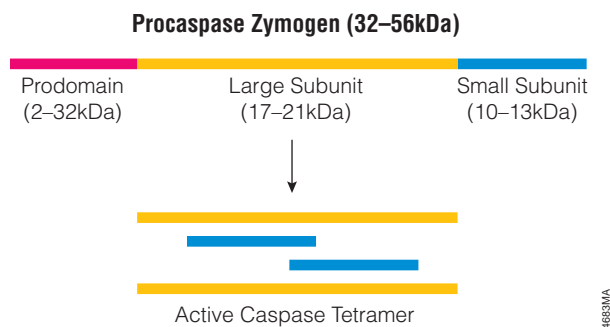 Procaspase Zymogen (32–56kDa)
Prodomain
(2–32kDa)
Large Subunit
(17–21kDa)
Small Subunit
(10–13kDa)
Active Caspase Tetramer
4683MA